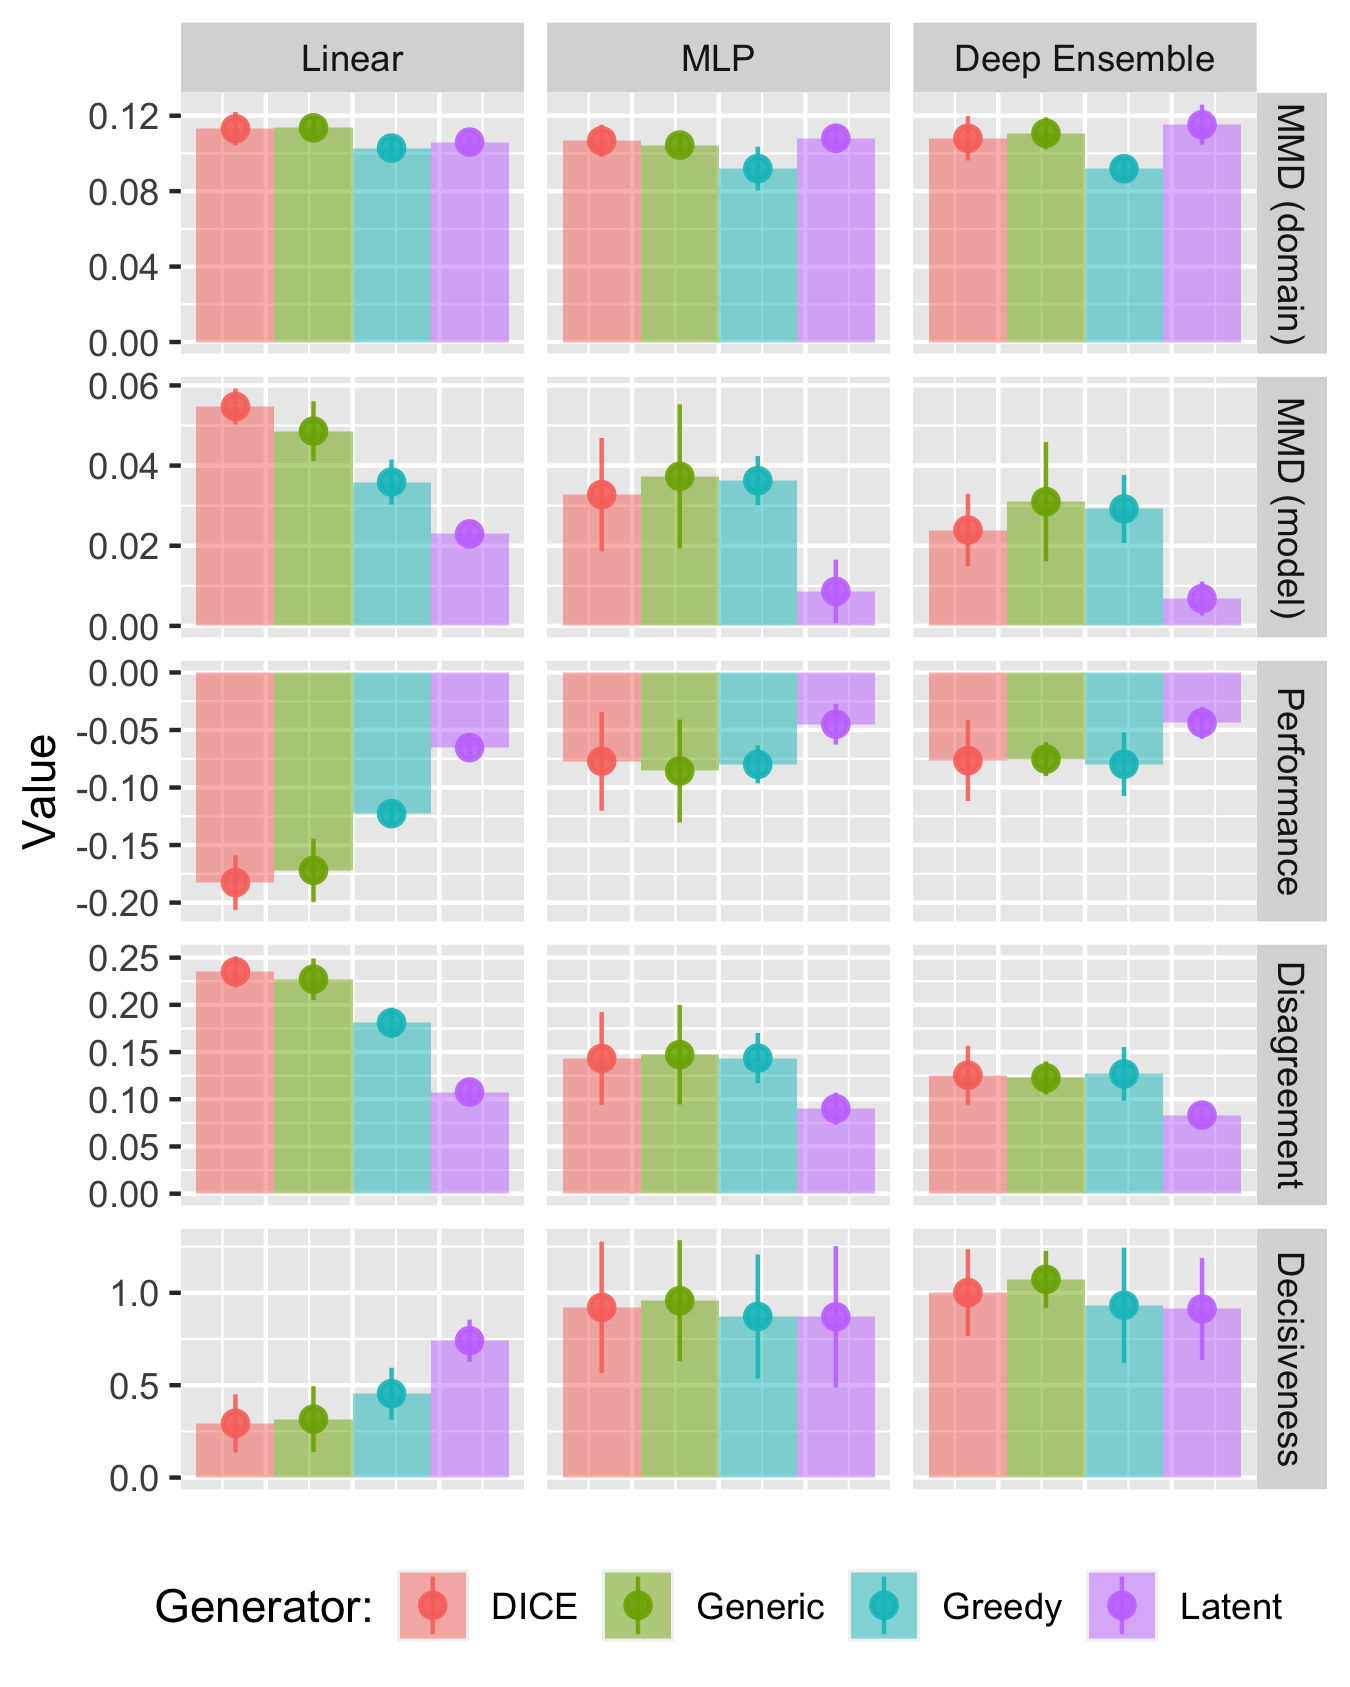 Linear MLP Deep Ensemble
0.12
0.08
0.04
0.00
MMD (domain)
0.06
0.04
0.02
0.00
MMD (model)
0.00
-0.05
-0.10
-0.15
-0.20
Performance
Value
0.25
0.20
0.15
0.10
0.05
0.00
Disagreement
1.0
0.5
0.0
Decisiveness
Generator: DICE Generic Greedy Latent